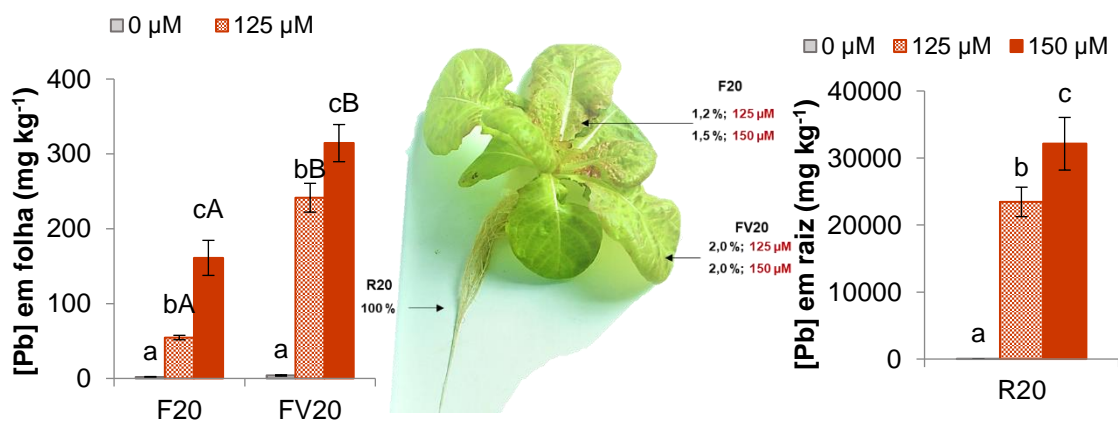 0 µM 125 µM
[Pb] em folha (mg kg⁻¹)
400
300
200
100
0
a
bA
cA
a
bB
cB
F20 FV20
F20
1,2 %; 125 µM
1,5 % 150 µM
FV20
2,0 %; 125 µM
2,0 % 150 µM
R20
100 %
0 µM 125 µM 150 µM
[Pb] em raiz (mg kg⁻¹)
40000
30000
20000
10000
0
a
b
c
R20